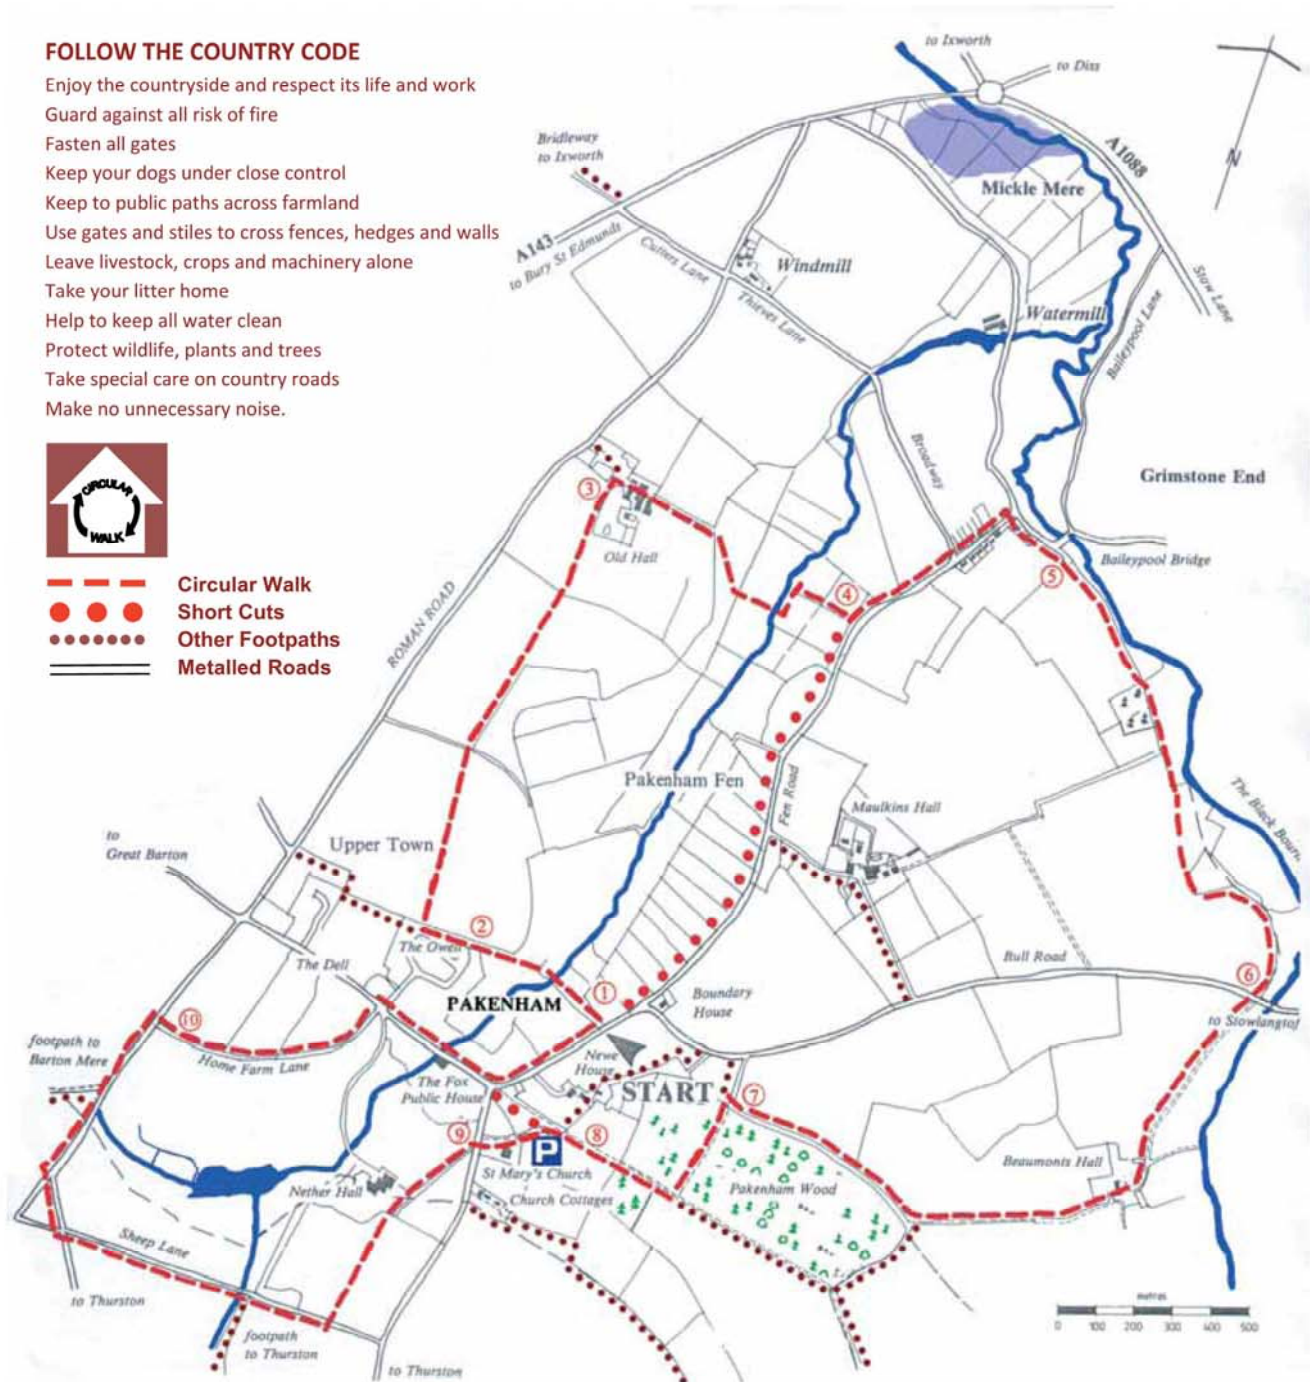 FOLLOW THE COUNTRY CODE
Enjoy the countryside and respect its life and work
Guard against all risk of fire
Fasten all gates
Keep your dogs under close control
Keep to public paths across farmland
Use gates and stiles to cross fences, hedges and walls
Leave livestock, crops and machinery alone
Take your litter home
Help to keep all water clean
Protect wildlife, plants and trees
Take special care on country roads
Make no unnecessary noise.
CIRCULAR
WALK
Circular Walk
Short Cuts
Other Footpaths
Metalled Roads
to Ixworth
to Diss
A1088
N
Bridleway
to Ixworth
Mickle Mere
A143
to Bury St Edmunds
Cutters Lane
Windmill
Thieves Lane
Watermill
Stow Lane
Baileypool Lane
Broadway
Grimstone End
3
Old Hall
4
5
Baileypool Bridge
ROMAN ROAD
Pakenham Fen
Fen Road
Maulkins Hall
The Black Bourn
to
Great Barton
Upper Town
2
The Owell
The Dell
Bull Road
6
PAKENHAM
1
Boundary
House
to Stowlangtof
10
footpath to
Barton Mere
Home Farm Lane
The Fox
Public House
Newe
House
START
7
9
8
P
St Mary's Church
Church Cottages
Pakenham Wood
Beaumonts Hall
Nether Hall
Sheep Lane
to Thurston
footpath
to Thurston
to Thurston
metres
0 100 200 300 400 500